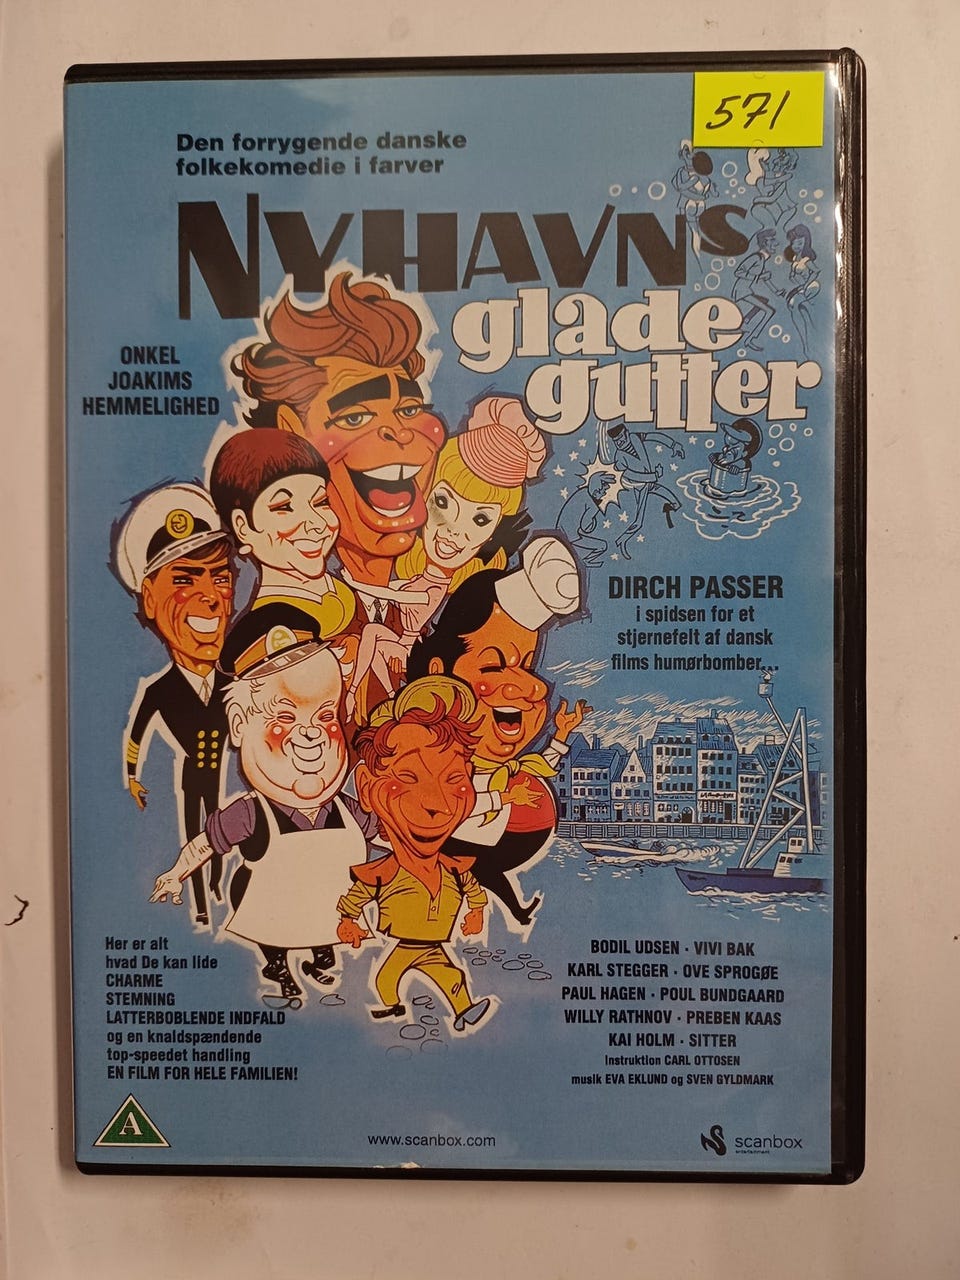 571
Den forrygende danske
folkekomedie i farver
NYHAVNs
glade
gutter
ONKEL
JOAKIMS
HEMMELIGHED
DIRCH PASSER
i spidsen for et
stjernefelt af dansk
films humørbomber...
Her er alt
hvad De kan lide
CHARME
STEMNING
LATTERBOBLENDE INDFALD
og en knaldspændende
top-speedet handling
EN FILM FOR HELE FAMILIEN!
BODIL UDSEN · VIVI BAK
KARL STEGGER · OVE SPROGØE
PAUL HAGEN · POUL BUNDGAARD
WILLY RATHNOV · PREBEN KAAS
KAI HOLM · SITTER
Instruktion CARL OTTOSEN
musik EVA EKLUND og SVEN GYLDMARK
A
www.scanbox.com
scanbox
entertainment